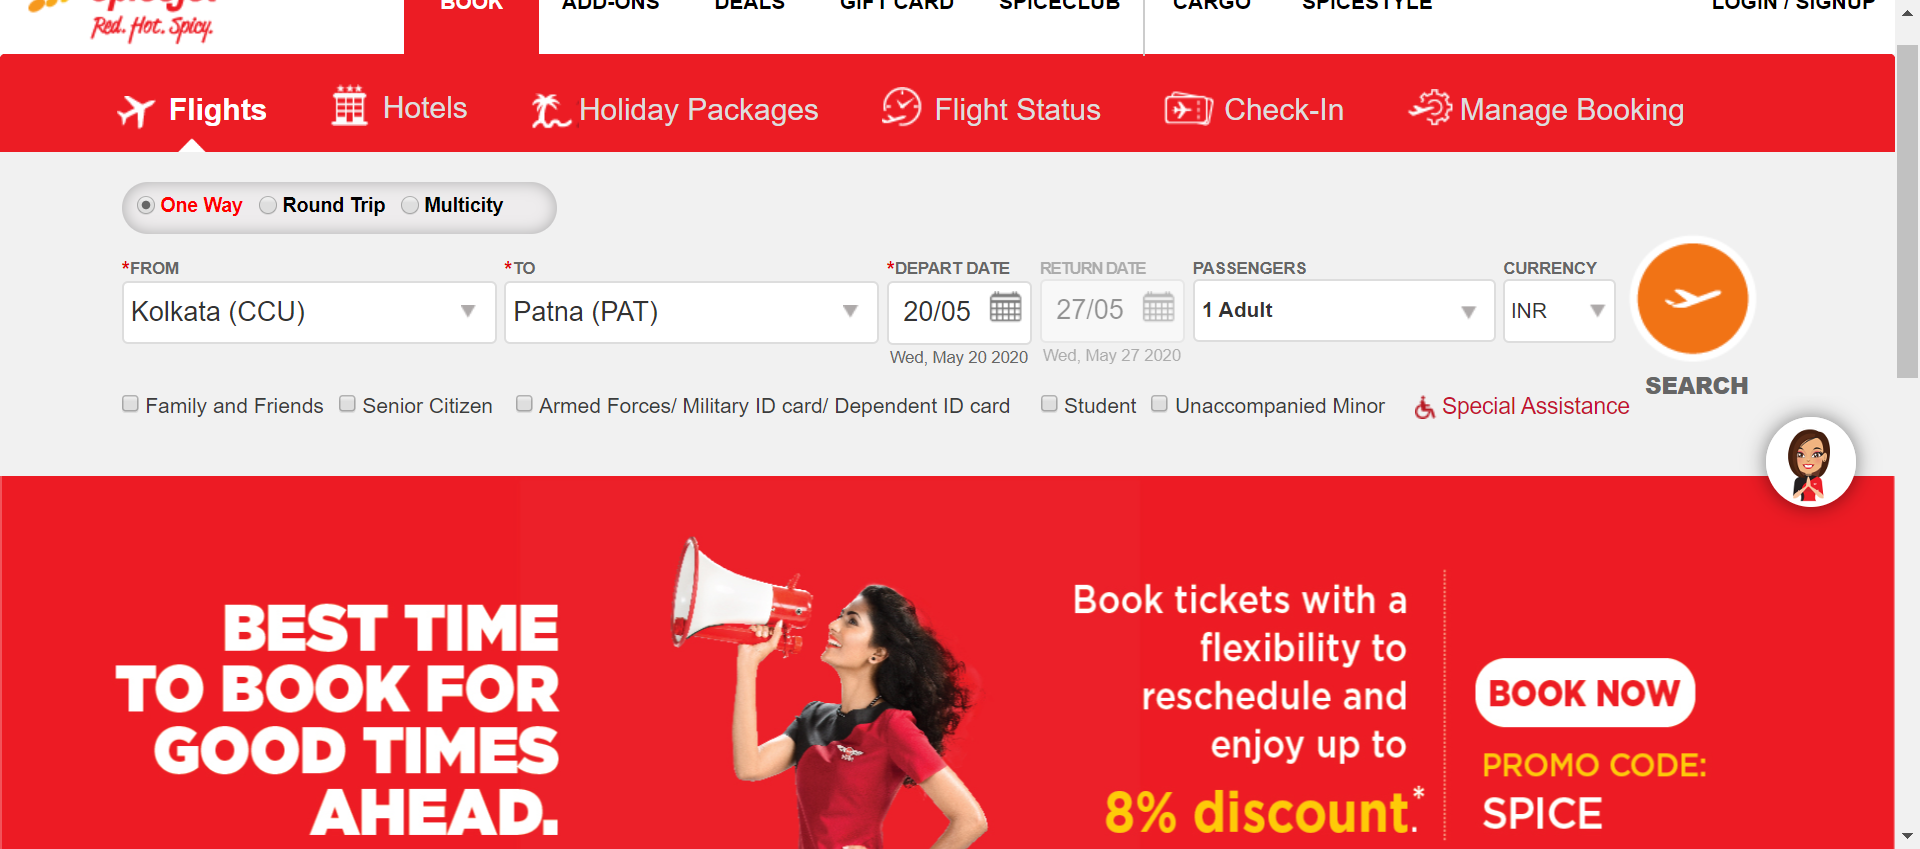 Red. Hot. Spicy.
BOOK ADD-ONS DEALS GIFT CARD SPICECLUB CARGO SPICESTYLE LOGIN / SIGNUP
Flights Hotels Holiday Packages Flight Status Check-In Manage Booking
One Way Round Trip Multicity
*FROM *TO *DEPART DATE RETURN DATE PASSENGERS CURRENCY
Kolkata (CCU) Patna (PAT) 20/05 27/05 1 Adult INR
Wed, May 20 2020 Wed, May 27 2020
SEARCH
Family and Friends Senior Citizen Armed Forces/ Military ID card/ Dependent ID card Student Unaccompanied Minor Special Assistance
BEST TIME
TO BOOK FOR
GOOD TIMES
AHEAD.
Book tickets with a
flexibility to
reschedule and
enjoy up to
8% discount.*
BOOK NOW
PROMO CODE:
SPICE